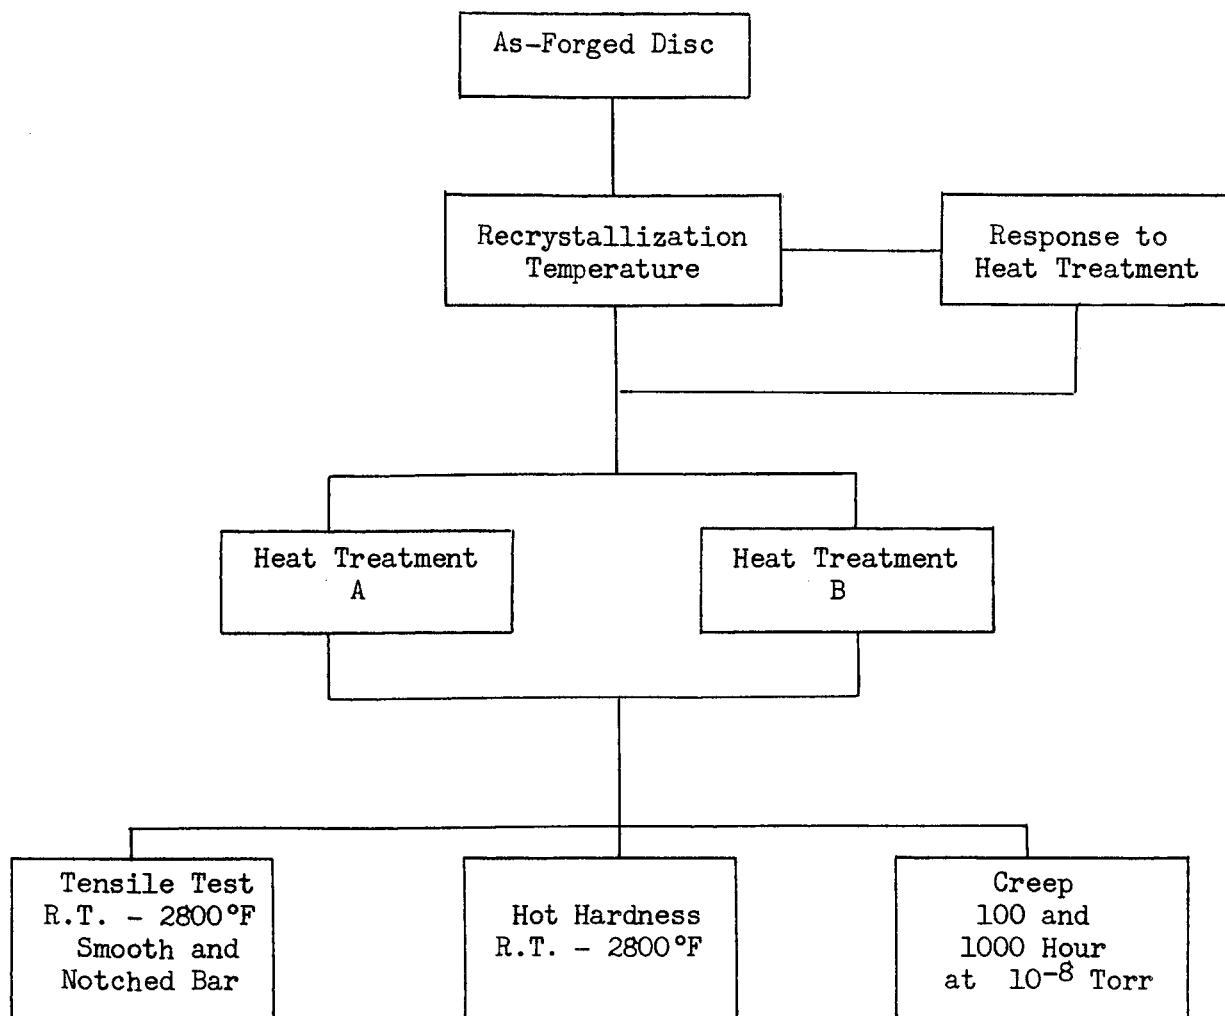 As-Forged Disc
Recrystallization
Temperature
Response to
Heat Treatment
Heat Treatment
A
Heat Treatment
B
Tensile Test
R.T. - 2800°F
Smooth and
Notched Bar
Hot Hardness
R.T. - 2800°F
Creep
100 and
1000 Hour
at 10⁻⁸ Torr